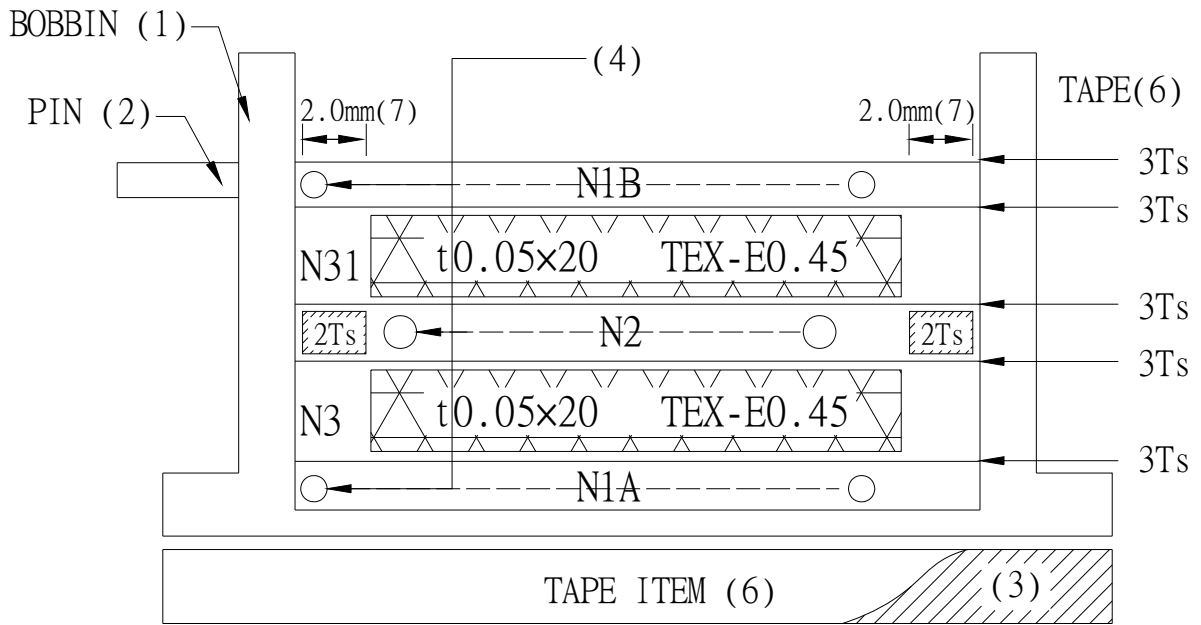 BOBBIN (1)
(4)
TAPE(6)
PIN (2)
2.0mm(7)
2.0mm(7)
3Ts
N1B
3Ts
N31
t0.05×20 TEX-E0.45
3Ts
2Ts
N2
2Ts
3Ts
N3
t0.05×20 TEX-E0.45
3Ts
N1A
TAPE ITEM (6)
(3)